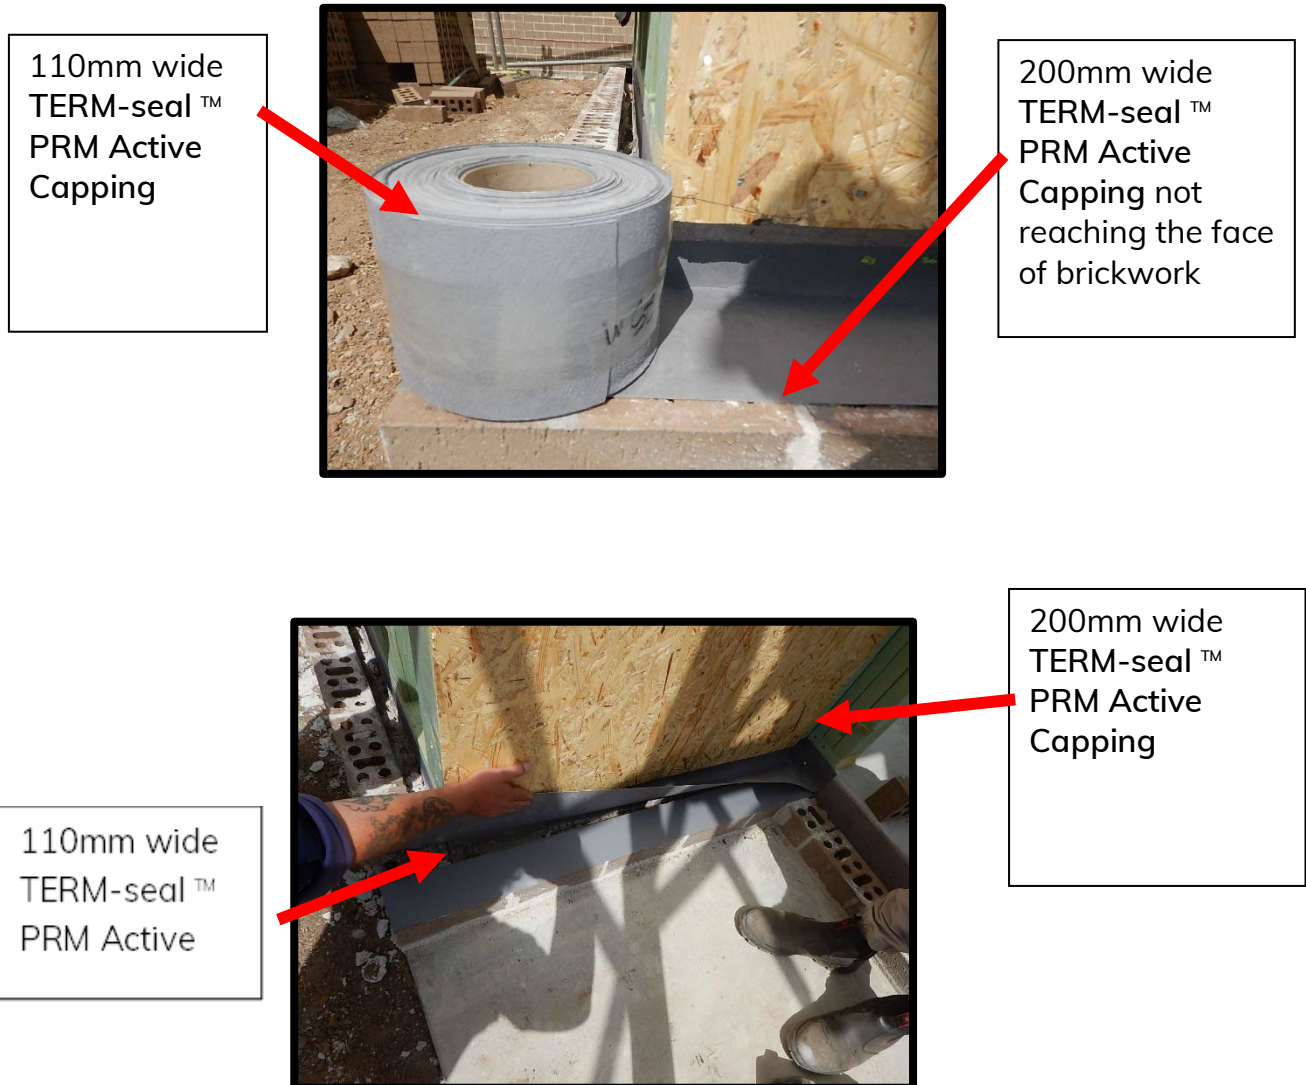 110mm wide
TERM-seal ™
PRM Active
Capping
200mm wide
TERM-seal ™
PRM Active
Capping not
reaching the face
of brickwork
200mm wide
TERM-seal ™
PRM Active
Capping
110mm wide
TERM-seal ™
PRM Active